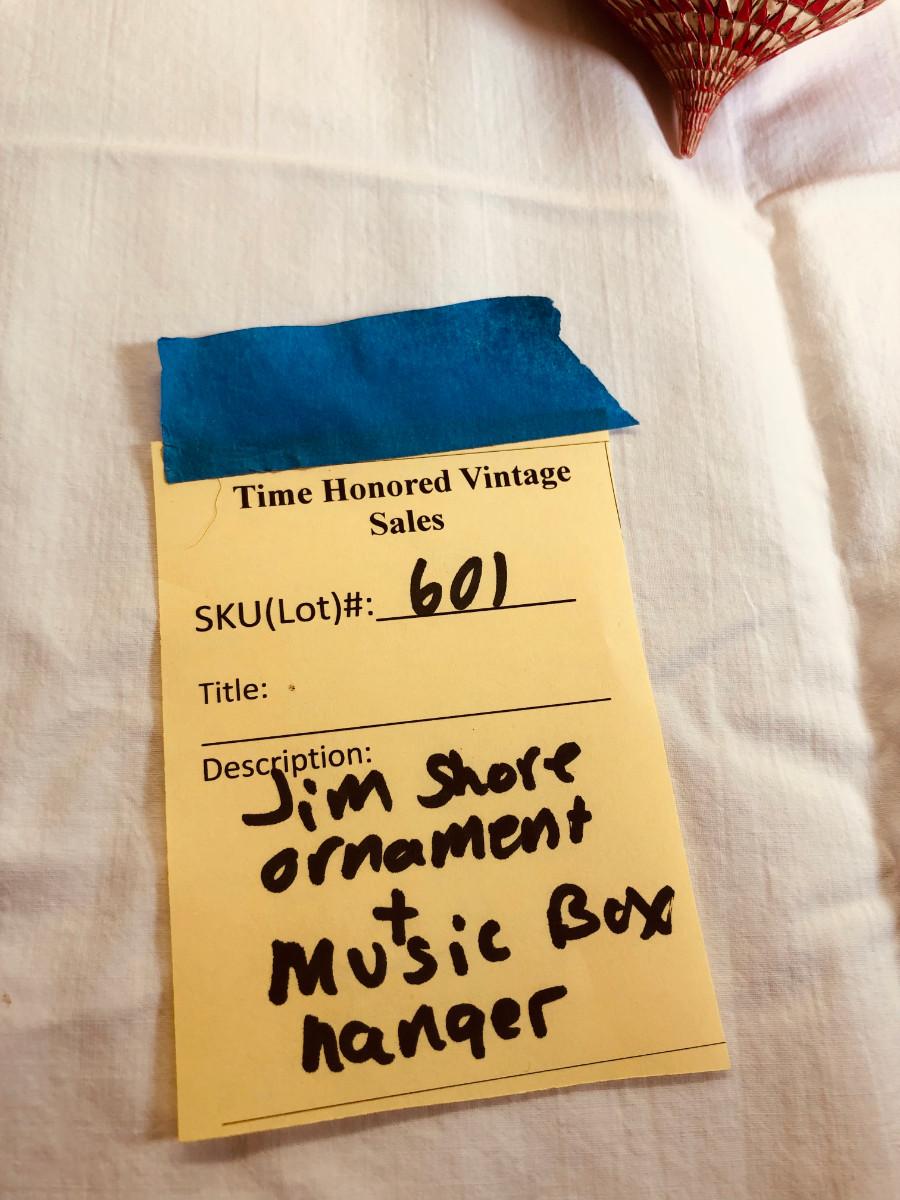 Time Honored Vintage
Sales
SKU(Lot)#: 601
Title:
Description:
Jim Shore
ornament
+
Music Box
hanger